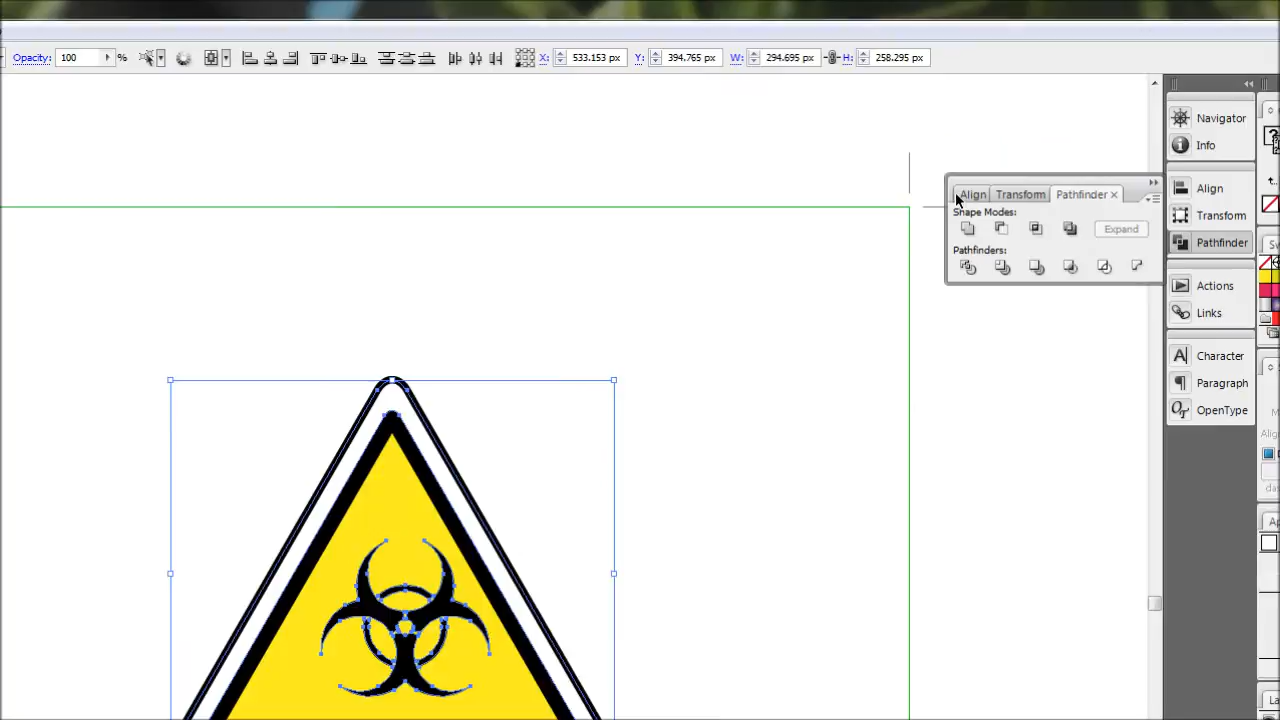 Opacity: 100 % X: 533.153 px Y: 394.765 px W: 294.695 px H: 258.295 px
Navigator
Info
Align Transform Pathfinder
Shape Modes:
Expand
Pathfinders:
Align
Transform
Pathfinder
Actions
Links
Character
Paragraph
OpenType